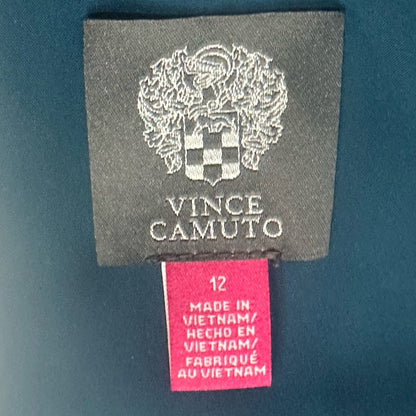 VINCE
CAMUTO
12
MADE IN
VIETNAM/
HECHO EN
VIETNAM/
FABRIQUÉ
AU VIETNAM